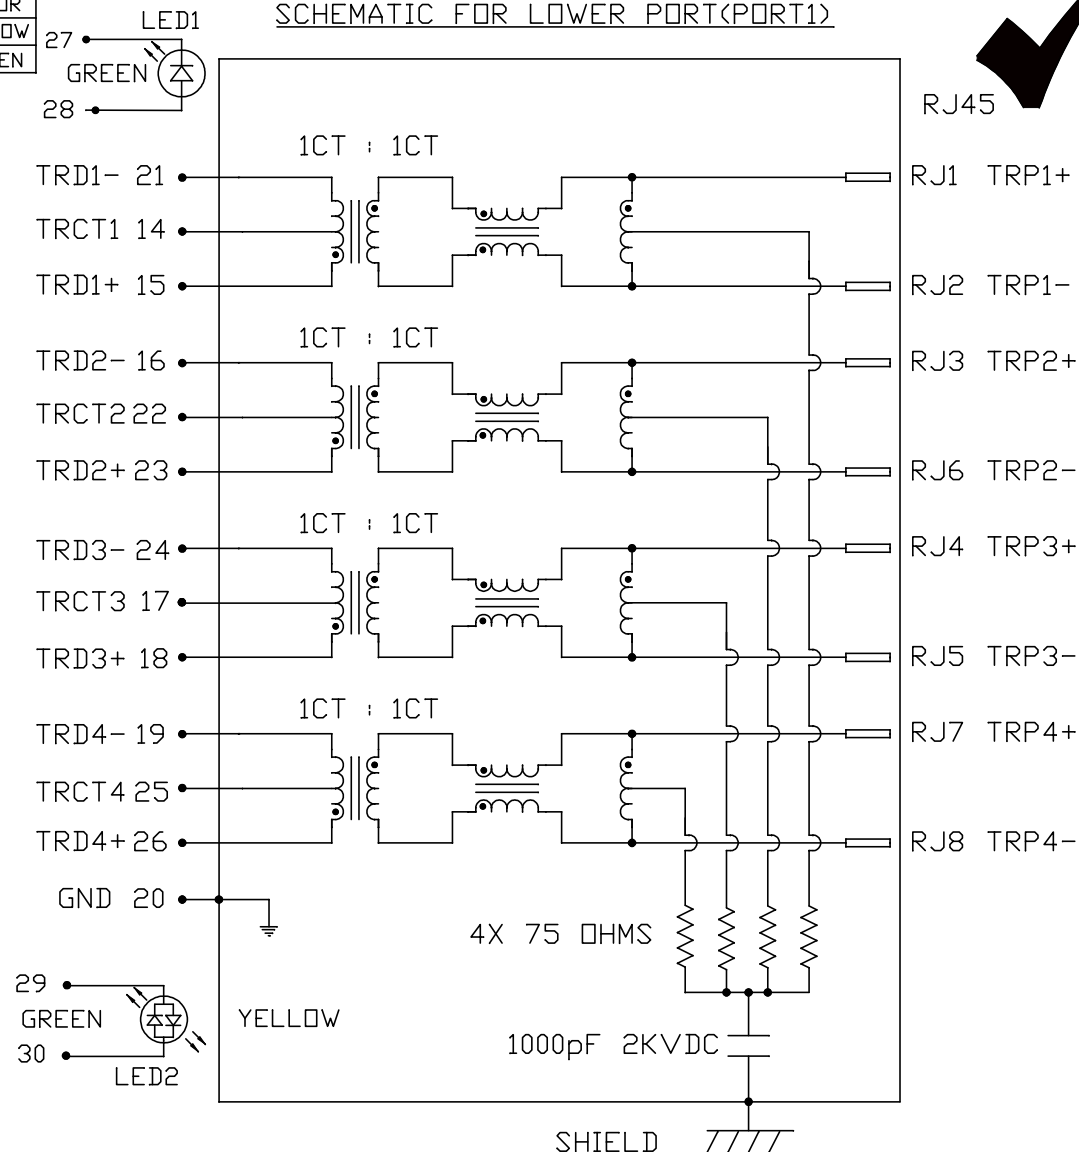 SCHEMATIC FOR LOWER PORT(PORT1)
OW
EN
LED1
27
GREEN
28
RJ45
1CT : 1CT
TRD1- 21
RJ1 TRP1+
TRCT1 14
TRD1+ 15
RJ2 TRP1-
1CT : 1CT
TRD2- 16
RJ3 TRP2+
TRCT2 22
TRD2+ 23
RJ6 TRP2-
1CT : 1CT
TRD3- 24
RJ4 TRP3+
TRCT3 17
TRD3+ 18
RJ5 TRP3-
1CT : 1CT
TRD4- 19
RJ7 TRP4+
TRCT4 25
TRD4+ 26
RJ8 TRP4-
GND 20
4X 75 OHMS
29
GREEN
YELLOW
30
LED2
1000pF 2KVDC
SHIELD